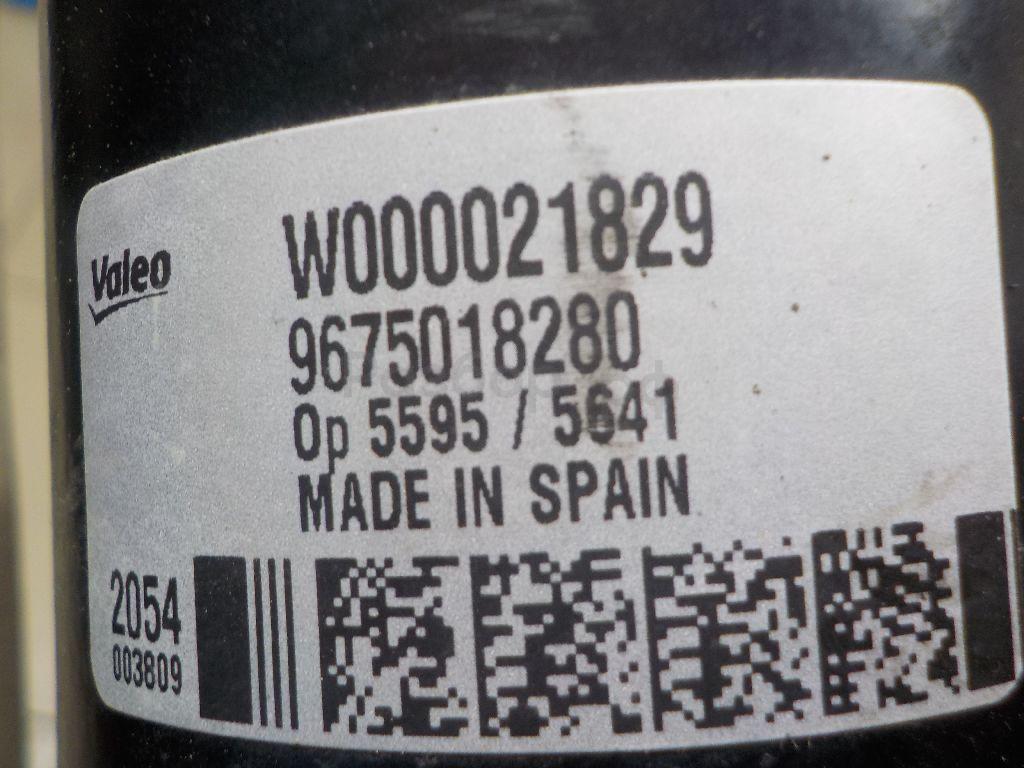 Valeo
W000021829
9675018280
Op 5595 / 5641
MADE IN SPAIN
2054
003809